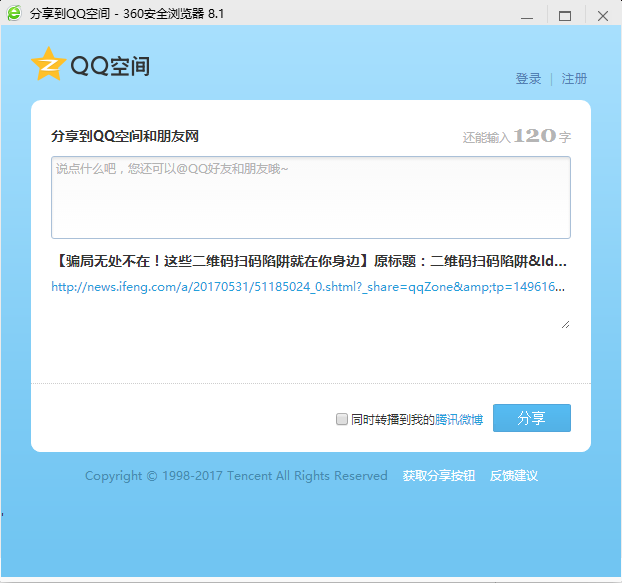 分享到QQ空间 - 360安全浏览器 8.1
QQ空间
登录 | 注册
分享到QQ空间和朋友网
还能输入120字
说点什么吧，您还可以@QQ好友和朋友哦~
【骗局无处不在！这些二维码扫码陷阱就在你身边】原标题：二维码扫码陷阱&ld...
http://news.ifeng.com/a/20170531/51185024_0.shtml?_share=qqZone&amp;tp=149616...
同时转播到我的腾讯微博
分享
Copyright © 1998-2017 Tencent All Rights Reserved 获取分享按钮 反馈建议